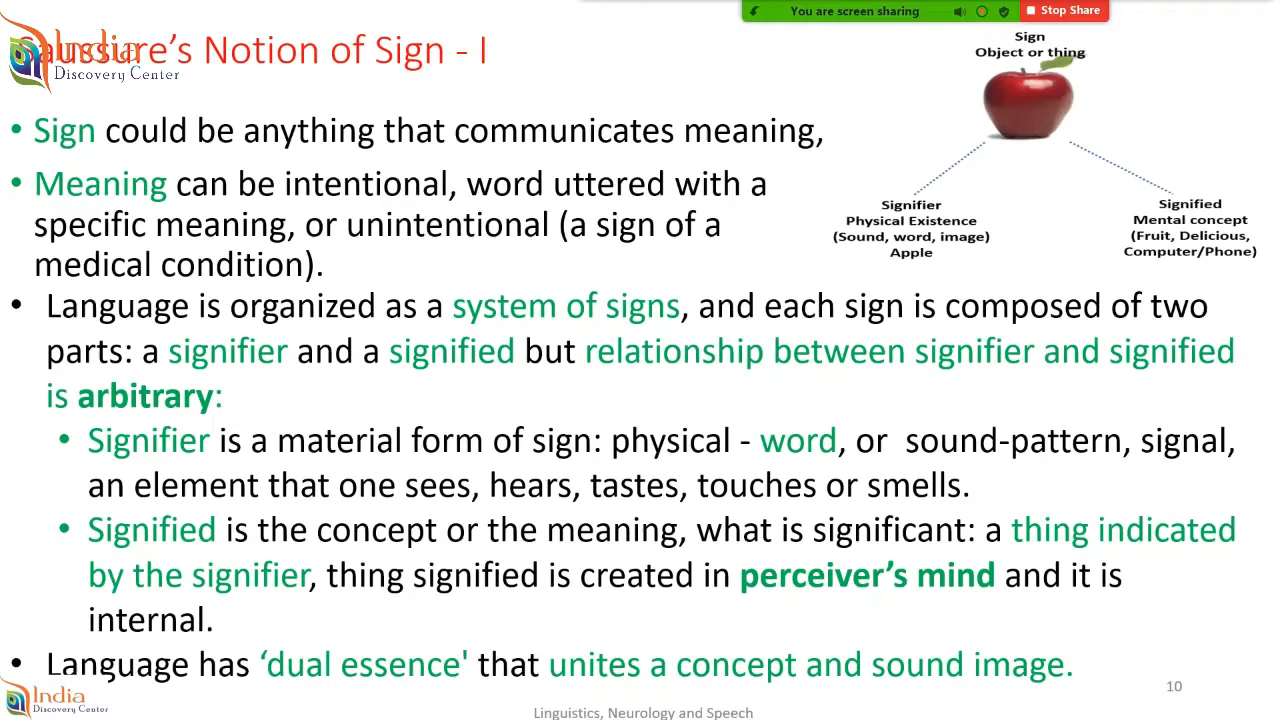 You are screen sharing
Stop Share
Saussure's Notion of Sign - I
India
Discovery Center
Sign
Object or thing
Signifier
Physical Existence
(Sound, word, image)
Apple
Signified
Mental concept
(Fruit, Delicious,
Computer/Phone)
• Sign could be anything that communicates meaning,
• Meaning can be intentional, word uttered with a
specific meaning, or unintentional (a sign of a
medical condition).
• Language is organized as a system of signs, and each sign is composed of two
parts: a signifier and a signified but relationship between signifier and signified
is arbitrary:
• Signifier is a material form of sign: physical - word, or sound-pattern, signal,
an element that one sees, hears, tastes, touches or smells.
• Signified is the concept or the meaning, what is significant: a thing indicated
by the signifier, thing signified is created in perceiver's mind and it is
internal.
• Language has ‘dual essence' that unites a concept and sound image.
10
India
Discovery Center
Linguistics, Neurology and Speech